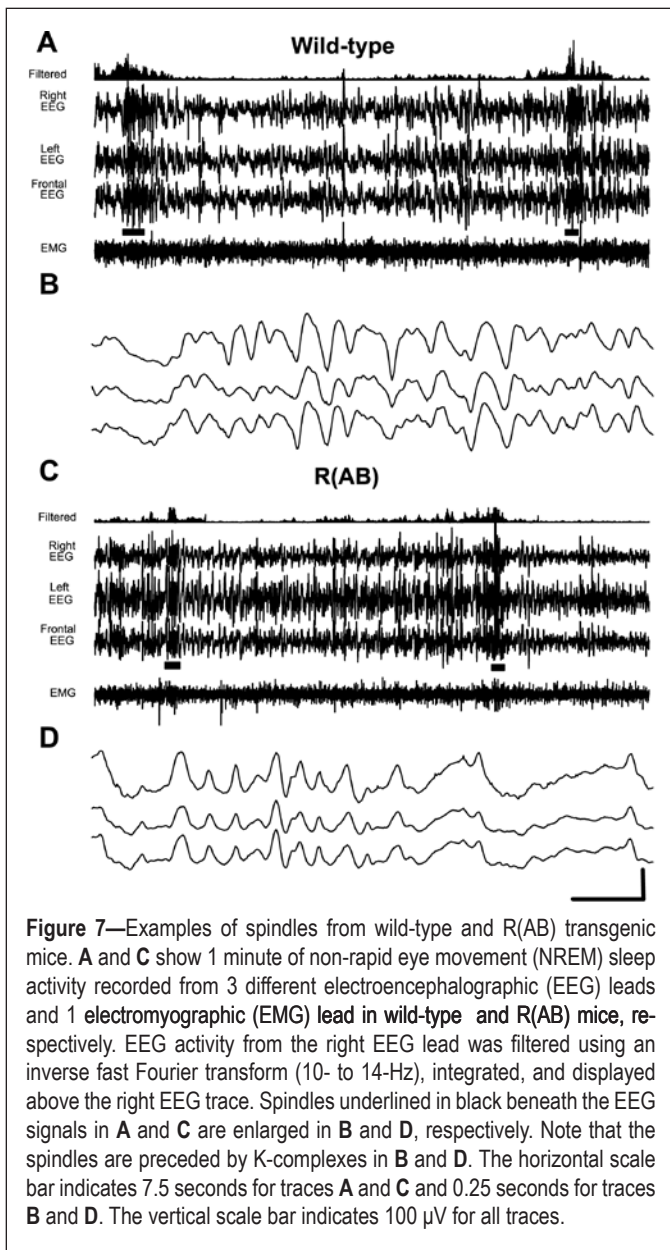 A
Wild-type
Filtered
Right
EEG
Left
EEG
Frontal
EEG
EMG
B
C
R(AB)
Filtered
Right
EEG
Left
EEG
Frontal
EEG
EMG
D
Figure 7—Examples of spindles from wild-type and R(AB) transgenic
mice. A and C show 1 minute of non-rapid eye movement (NREM) sleep
activity recorded from 3 different electroencephalographic (EEG) leads
and 1 electromyographic (EMG) lead in wild-type and R(AB) mice, re-
spectively. EEG activity from the right EEG lead was filtered using an
inverse fast Fourier transform (10- to 14-Hz), integrated, and displayed
above the right EEG trace. Spindles underlined in black beneath the EEG
signals in A and C are enlarged in B and D, respectively. Note that the
spindles are preceded by K-complexes in B and D. The horizontal scale
bar indicates 7.5 seconds for traces A and C and 0.25 seconds for traces
B and D. The vertical scale bar indicates 100 µV for all traces.